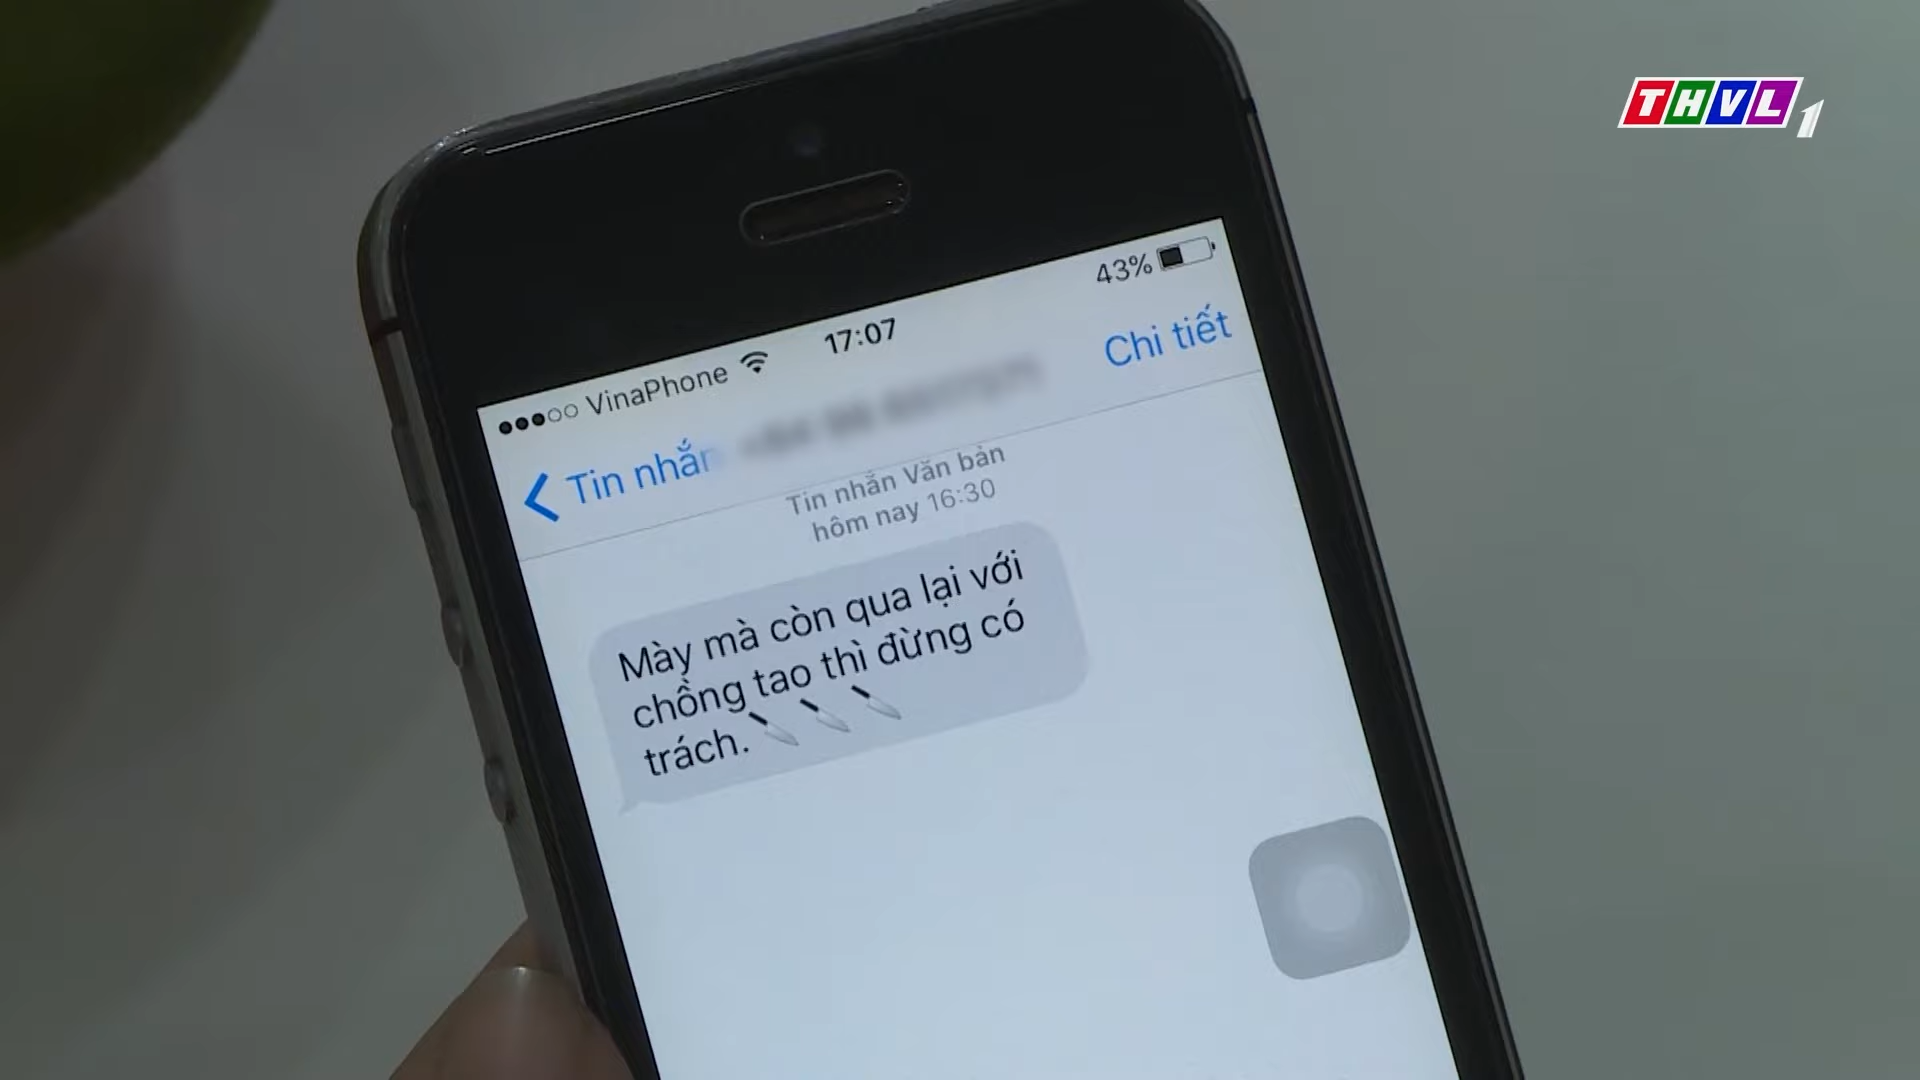 THVL1
43%
●●●○○ VinaPhone 17:07
Tin nhắn
Chi tiết
Tin nhắn Văn bản
hôm nay 16:30
Mày mà còn qua lại với
chồng tao thì đừng có
trách. 🔪🔪🔪